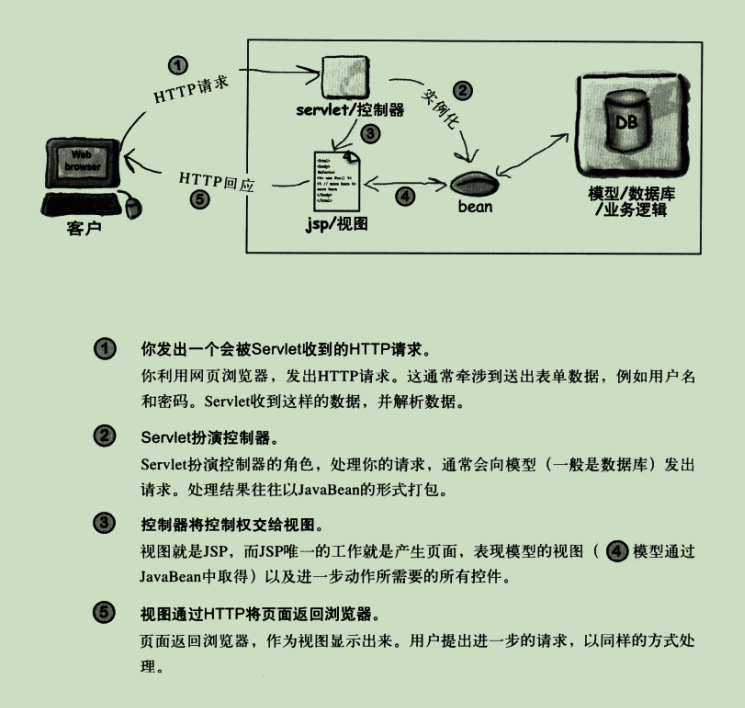 ①
HTTP请求
servlet/控制器
②
实例化
③
DB
Web
browser
HTTP回应
⑤
④
bean
模型/数据库
/业务逻辑
客户
jsp/视图
① 你发出一个会被Servlet收到的HTTP请求。
你利用网页浏览器，发出HTTP请求。这通常牵涉到送出表单数据，例如用户名
和密码。Servlet收到这样的数据，并解析数据。
② Servlet扮演控制器。
Servlet扮演控制器的角色，处理你的请求，通常会向模型（一般是数据库）发出
请求。处理结果往往以JavaBean的形式打包。
③ 控制器将控制权交给视图。
视图就是JSP，而JSP唯一的工作就是产生页面，表现模型的视图（④模型通过
JavaBean中取得）以及进一步动作所需要的所有控件。
⑤ 视图通过HTTP将页面返回浏览器。
页面返回浏览器，作为视图显示出来。用户提出进一步的请求，以同样的方式处
理。